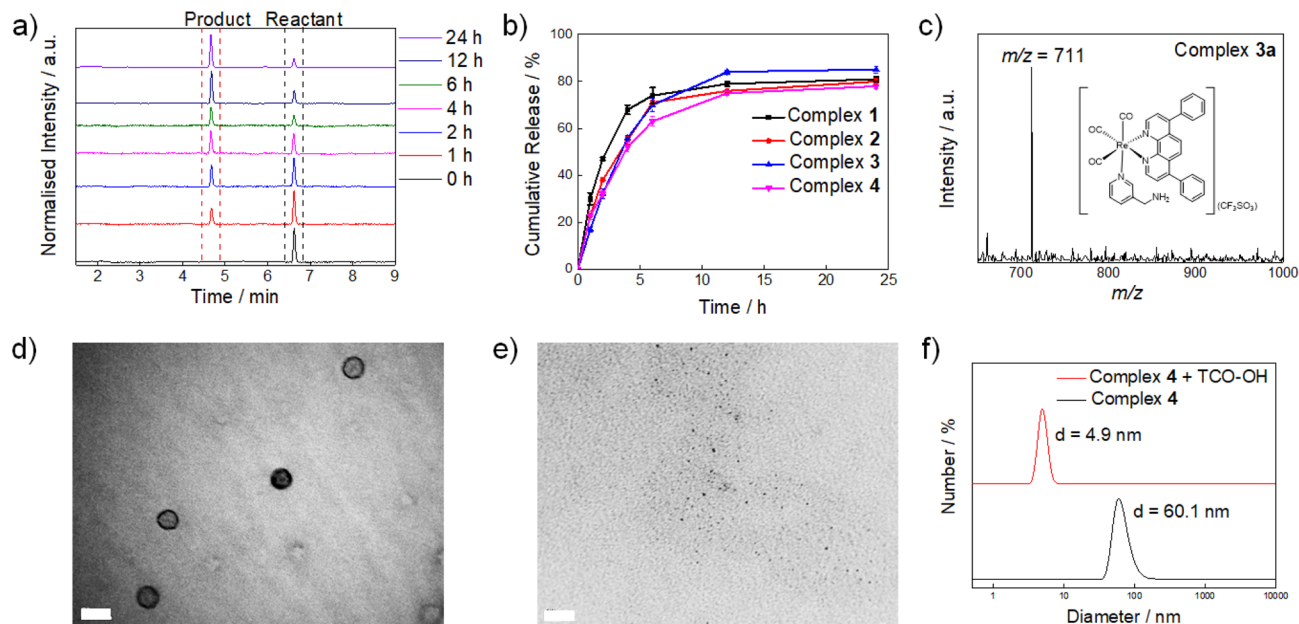 a)
Product Reactant
24 h
12 h
6 h
4 h
2 h
1 h
0 h
Normalised Intensity / a.u.
2 3 4 5 6 7 8 9
Time / min
b)
100
80
60
40
20
0
Cumulative Release / %
Complex 1
Complex 2
Complex 3
Complex 4
0 5 10 15 20 25
Time / h
c)
m/z = 711
Complex 3a
Intensity / a.u.
CO
OC
OC
Re
N
N
N
NH₂
(CF₃SO₃)
700 800 900 1000
m/z
d)
e)
f)
Complex 4 + TCO-OH
Complex 4
d = 4.9 nm
d = 60.1 nm
Number / %
1 10 100 1000 10000
Diameter / nm